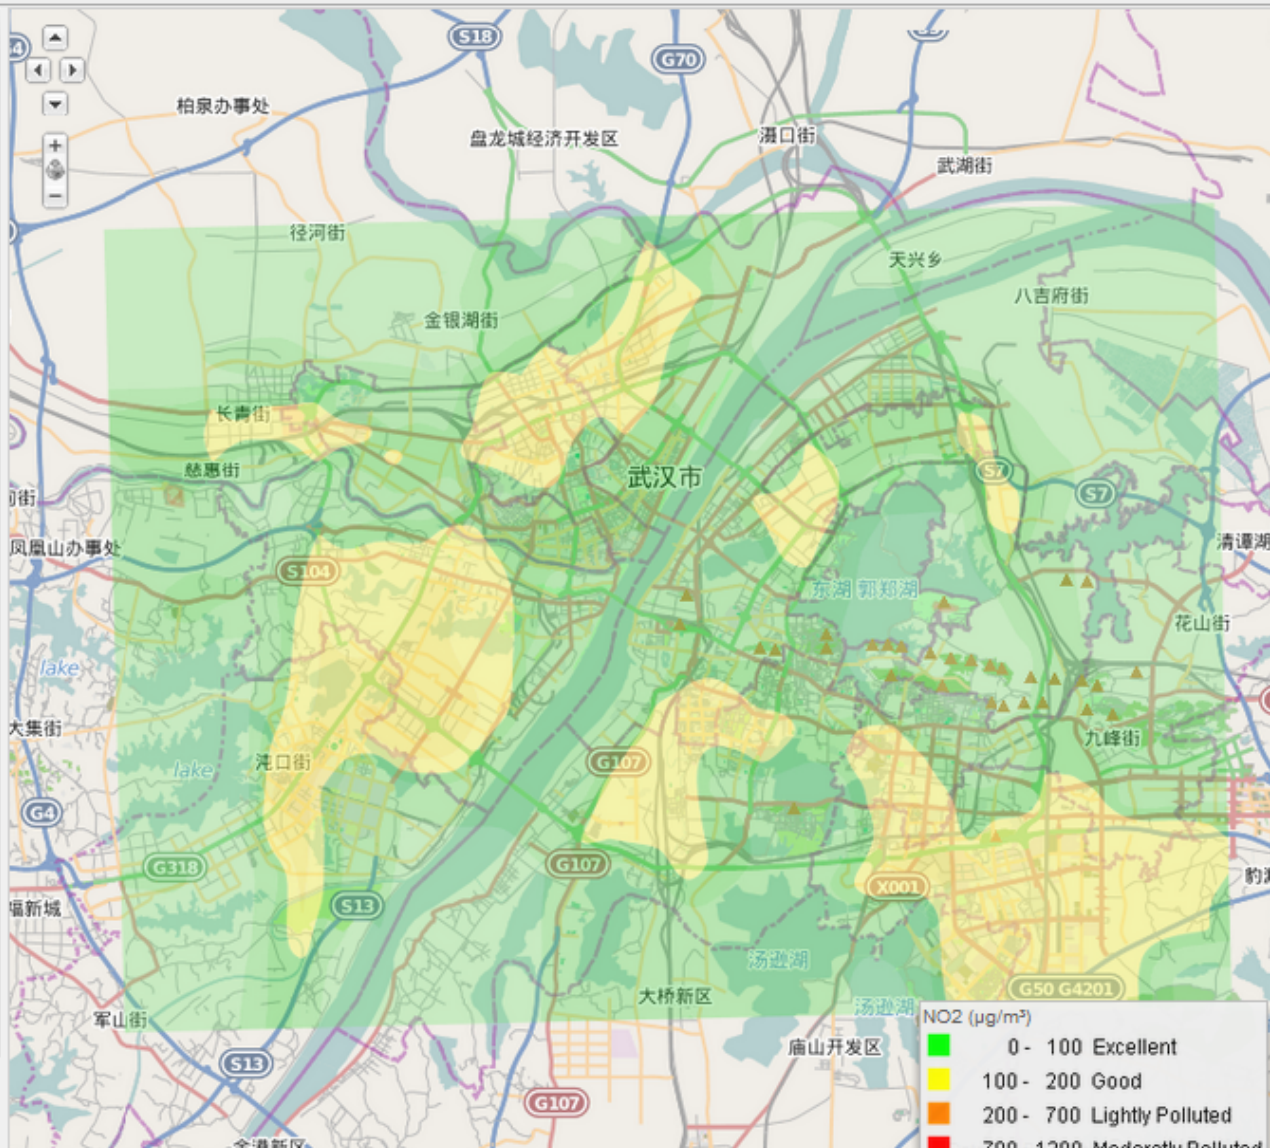 S18
G70
柏泉办事处
盘龙城经济开发区
滠口街
武湖街
径河街
天兴乡
八吉府街
金银湖街
长青街
慈惠街
武汉市
S7
S7
凤凰山办事处
清谭湖
S104
东湖 郭郑湖
花山街
lake
大集街
lake
沌口街
G107
九峰街
G4
G318
G107
X001
S13
福新城
汤逊湖
大桥新区
G50 G4201
军山街
汤逊湖
庙山开发区
S13
G107
NO2 (µg/m³)
0 - 100 Excellent
100 - 200 Good
200 - 700 Lightly Polluted
700 - 1200 Moderately Polluted